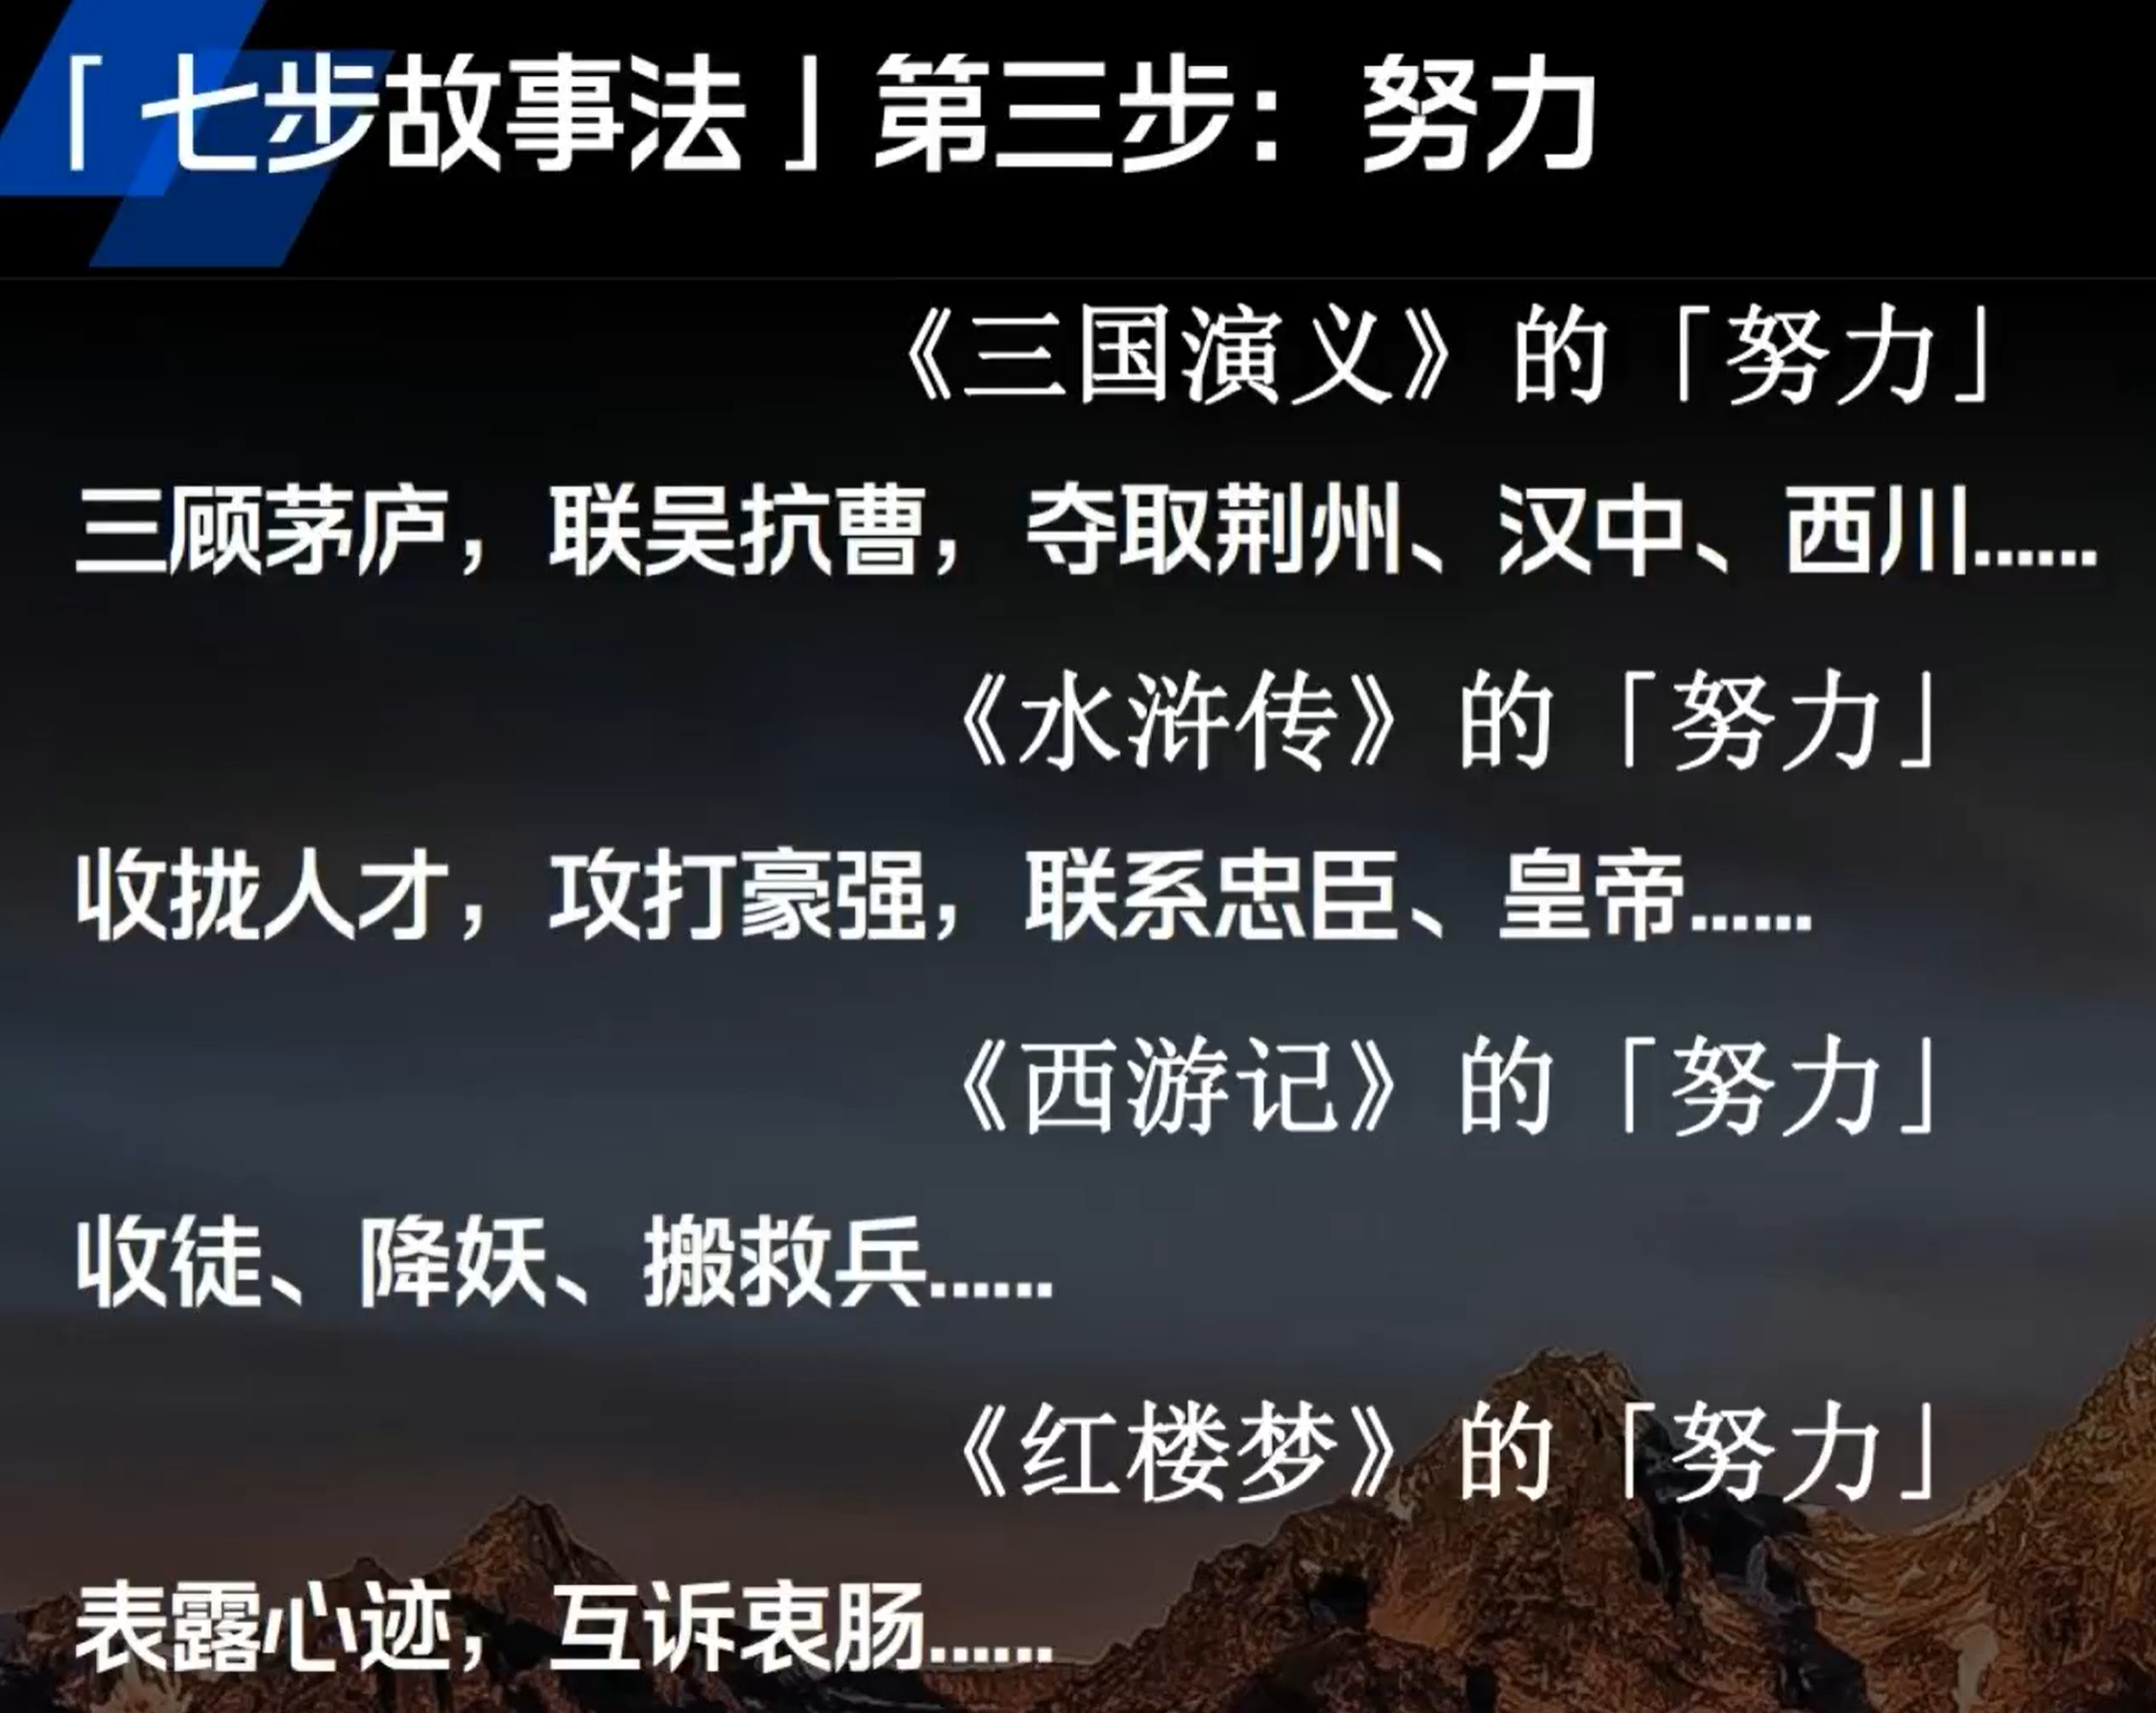 「七步故事法」第三步：努力
《三国演义》的「努力」
三顾茅庐，联吴抗曹，夺取荆州、汉中、西川......
《水浒传》的「努力」
收拢人才，攻打豪强，联系忠臣、皇帝......
《西游记》的「努力」
收徒、降妖、搬救兵......
《红楼梦》的「努力」
表露心迹，互诉衷肠......